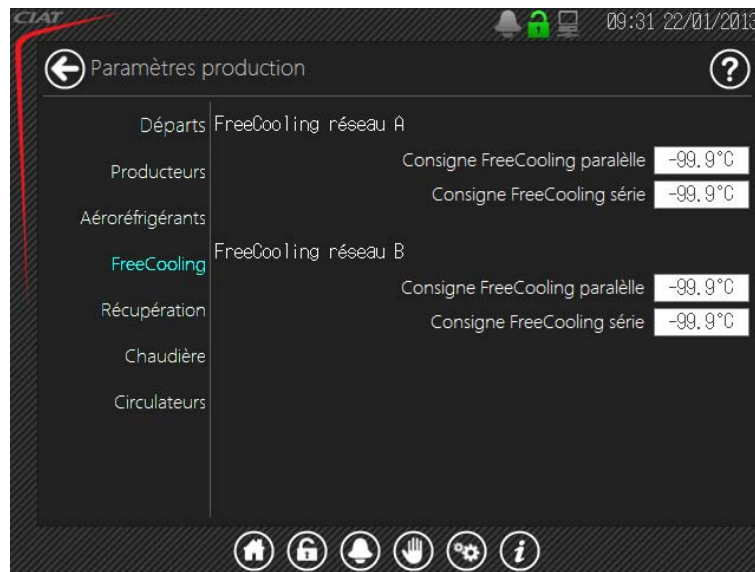 CIAT
09:31 22/01/2013
Paramètres production
?
Départs
Producteurs
Aéroréfrigérants
FreeCooling
Récupération
Chaudière
Circulateurs
FreeCooling réseau A
Consigne FreeCooling paralèlle -99.9°C
Consigne FreeCooling série -99.9°C
FreeCooling réseau B
Consigne FreeCooling paralèlle -99.9°C
Consigne FreeCooling série -99.9°C
i